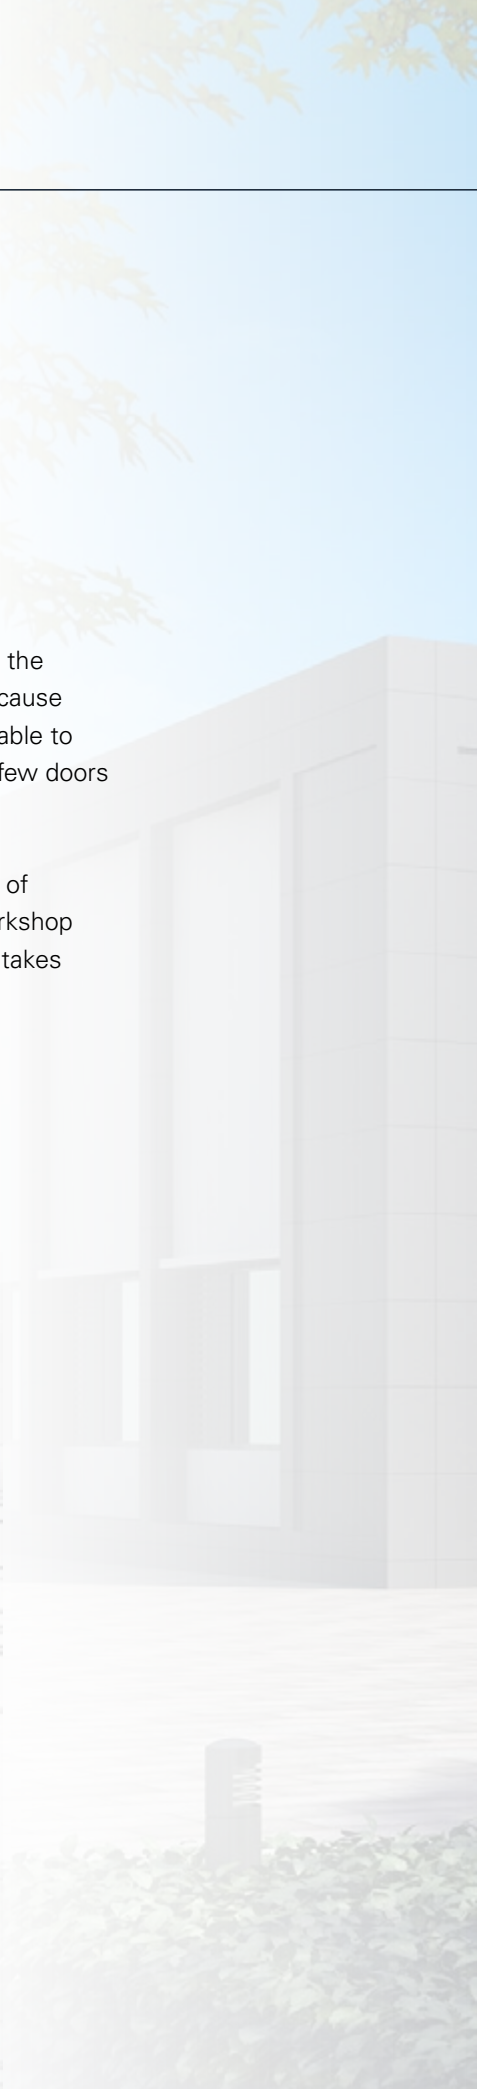 the
cause
able to
few doors
of
rkshop
takes